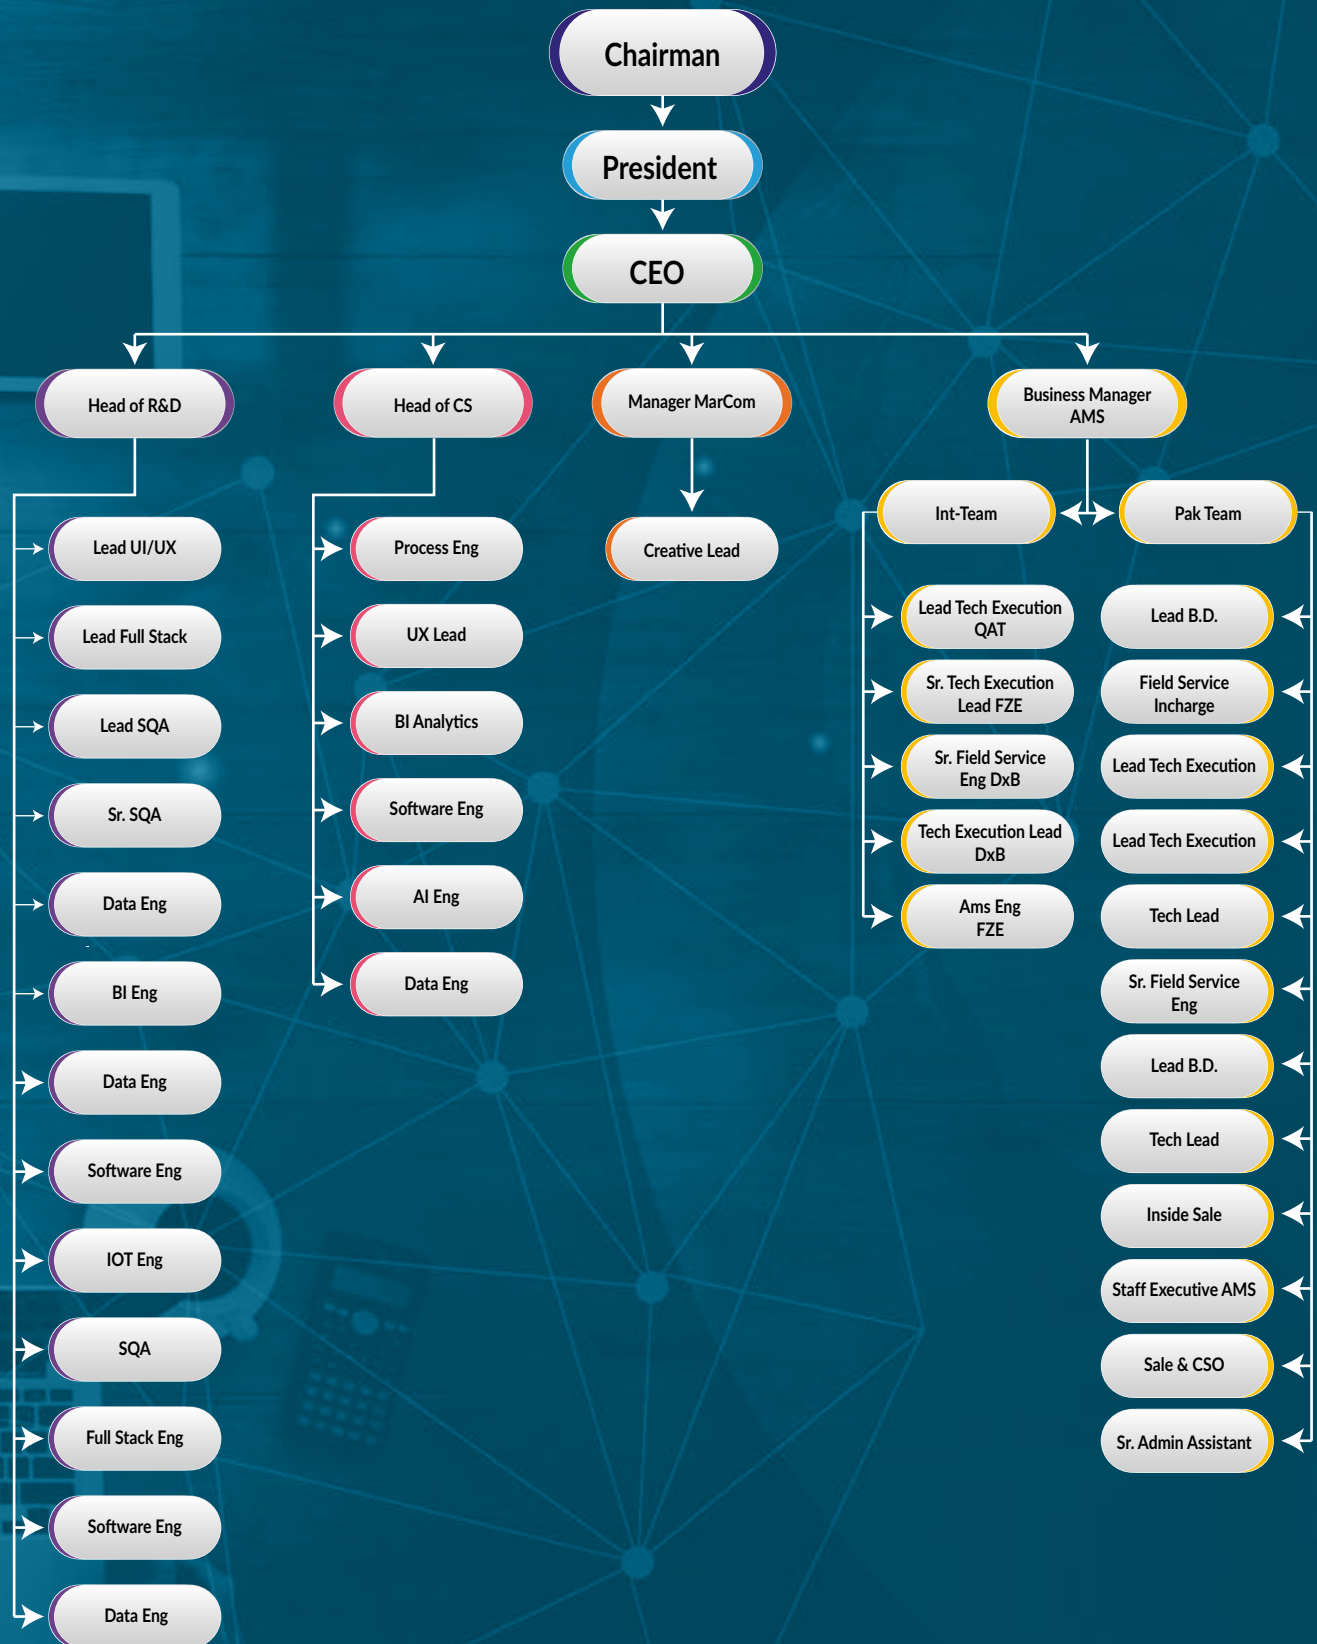 Chairman
President
CEO
Head of R&D
Head of CS
Manager MarCom
Business Manager
AMS
Lead UI/UX
Lead Full Stack
Lead SQA
Sr. SQA
Data Eng
BI Eng
Data Eng
Software Eng
IOT Eng
SQA
Full Stack Eng
Software Eng
Data Eng
Process Eng
UX Lead
BI Analytics
Software Eng
AI Eng
Data Eng
Creative Lead
Int-Team
Lead Tech Execution
QAT
Sr. Tech Execution
Lead FZE
Sr. Field Service
Eng DxB
Tech Execution Lead
DxB
Ams Eng
FZE
Pak Team
Lead B.D.
Field Service
Incharge
Lead Tech Execution
Lead Tech Execution
Tech Lead
Sr. Field Service
Eng
Lead B.D.
Tech Lead
Inside Sale
Staff Executive AMS
Sale & CSO
Sr. Admin Assistant